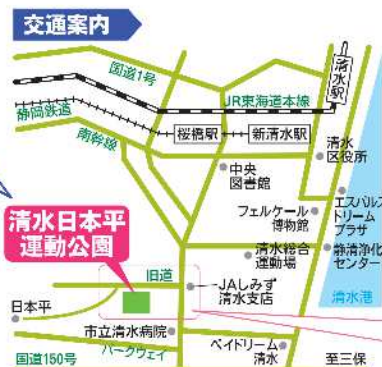 交通案内
国道1号
清水駅
静岡鉄道
JR東海道本線
南幹線
桜橋駅
新清水駅
清水
区役所
中央
図書館
エスパルス
ドリーム
プラザ
フェルケール
博物館
清水日本平
運動公園
清水総合
運動場
静清浄化
センター
旧道
JAしみず
清水支店
清水港
日本平
市立清水病院
パークウェイ
ベイドリーム
清水
国道150号
至三保